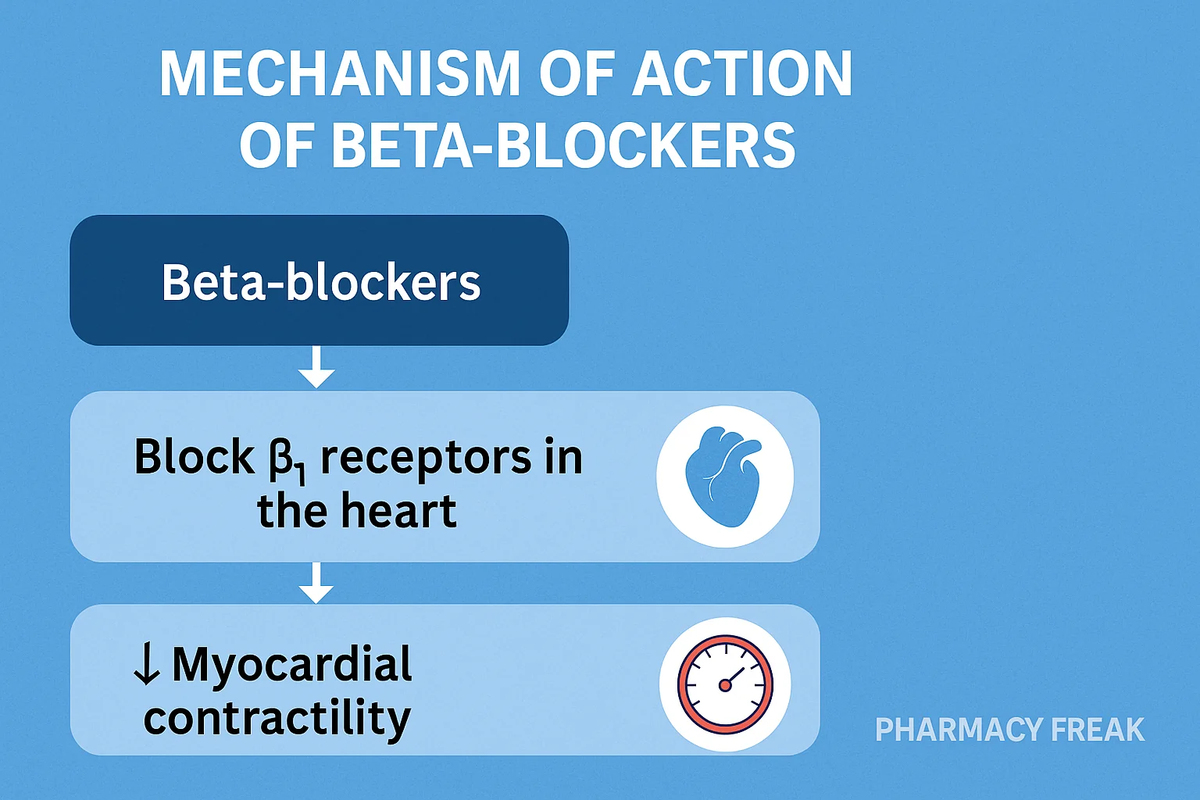 MECHANISM OF ACTION
OF BETA-BLOCKERS
Beta-blockers
Block β₁ receptors in
the heart
↓ Myocardial
contractility
PHARMACY FREAK